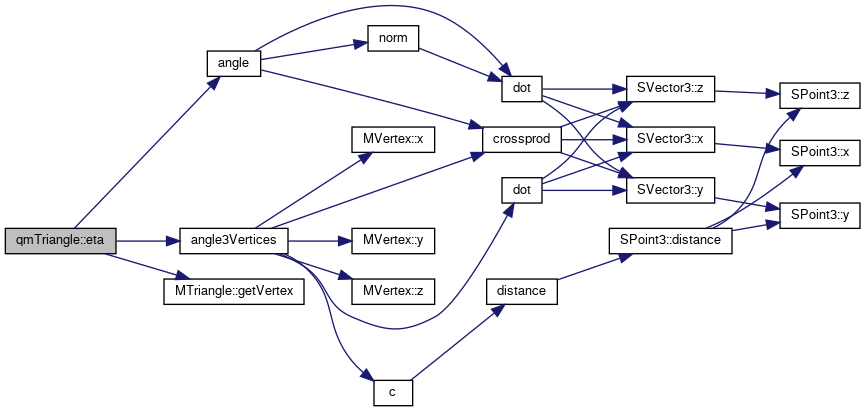 norm
angle
dot
SVector3::z
SPoint3::z
MVertex::x
crossprod
SVector3::x
SPoint3::x
dot
SVector3::y
SPoint3::y
qmTriangle::eta
angle3Vertices
MVertex::y
SPoint3::distance
MTriangle::getVertex
MVertex::z
distance
c